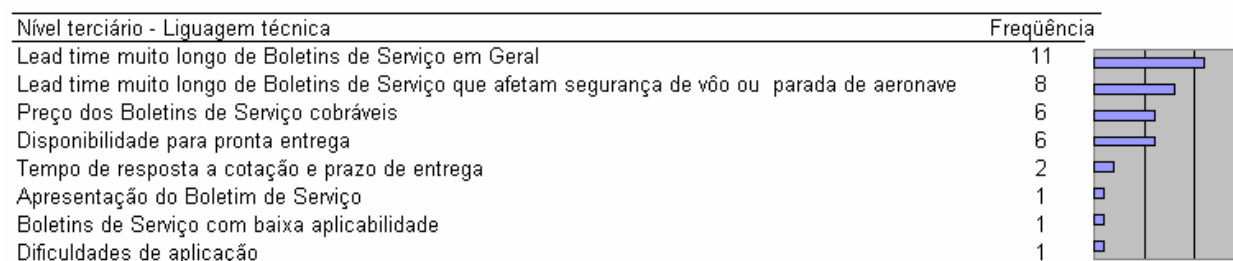 Nível terciário - Liguagem técnica Freqüência
Lead time muito longo de Boletins de Serviço em Geral 11
Lead time muito longo de Boletins de Serviço que afetam segurança de vôo ou parada de aeronave 8
Preço dos Boletins de Serviço cobráveis 6
Disponibilidade para pronta entrega 6
Tempo de resposta a cotação e prazo de entrega 2
Apresentação do Boletim de Serviço 1
Boletins de Serviço com baixa aplicabilidade 1
Dificuldades de aplicação 1